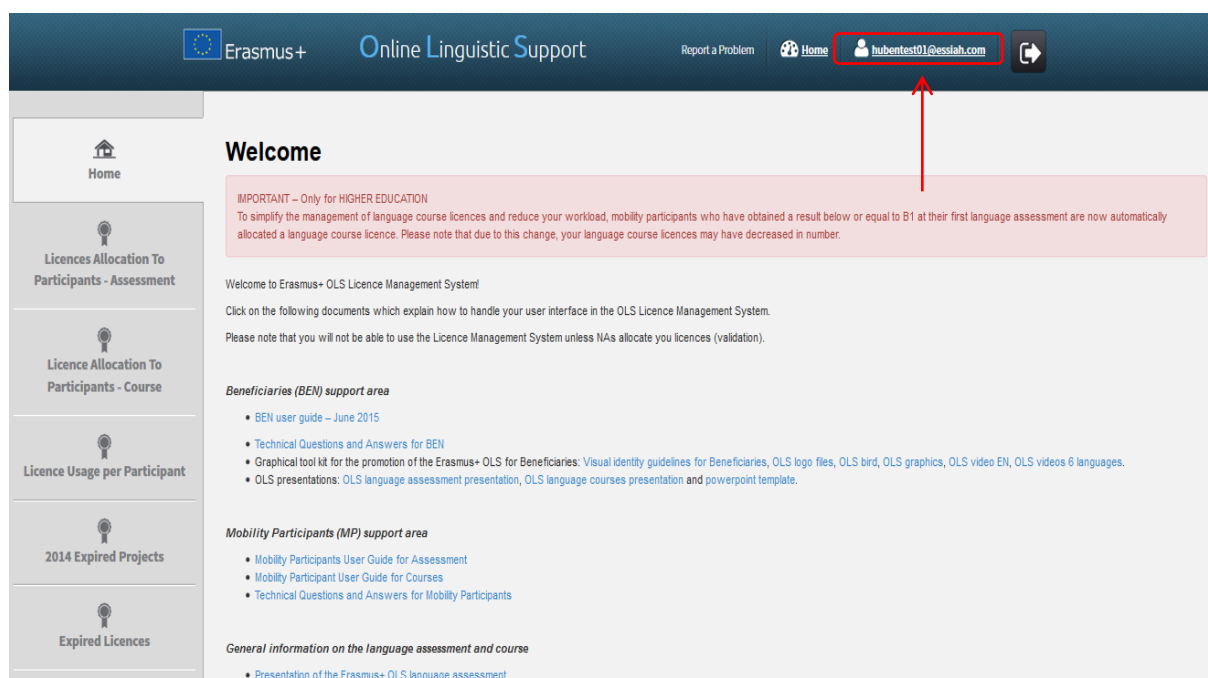 Erasmus+ Online Linguistic Support Report a Problem Home hubentest01@essiah.com
Home
Licences Allocation To
Participants - Assessment
Licence Allocation To
Participants - Course
Licence Usage per Participant
2014 Expired Projects
Expired Licences
Welcome
IMPORTANT – Only for HIGHER EDUCATION
To simplify the management of language course licences and reduce your workload, mobility participants who have obtained a result below or equal to B1 at their first language assessment are now automatically
allocated a language course licence. Please note that due to this change, your language course licences may have decreased in number.
Welcome to Erasmus+ OLS Licence Management System!
Click on the following documents which explain how to handle your user interface in the OLS Licence Management System.
Please note that you will not be able to use the Licence Management System unless NAs allocate you licences (validation).
Beneficiaries (BEN) support area
• BEN user guide – June 2015
• Technical Questions and Answers for BEN
• Graphical tool kit for the promotion of the Erasmus+ OLS for Beneficiaries: Visual identity guidelines for Beneficiaries, OLS logo files, OLS bird, OLS graphics, OLS video EN, OLS videos 6 languages.
• OLS presentations: OLS language assessment presentation, OLS language courses presentation and powerpoint template.
Mobility Participants (MP) support area
• Mobility Participants User Guide for Assessment
• Mobility Participant User Guide for Courses
• Technical Questions and Answers for Mobility Participants
General information on the language assessment and course
• Presentation of the Erasmus+ OLS language assessment